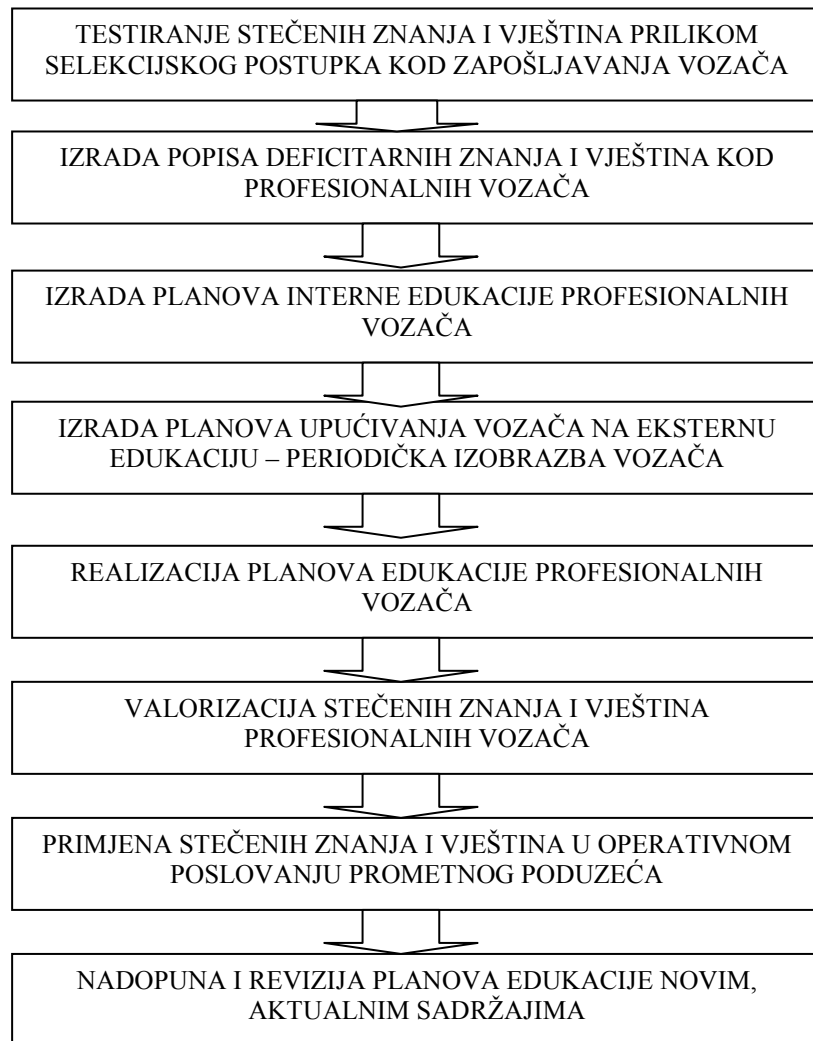 TESTIRANJE STEČENIH ZNANJA I VJEŠTINA PRILIKOM
SELEKCIJSKOG POSTUPKA KOD ZAPOŠLJAVANJA VOZAČA
IZRADA POPISA DEFICITARNIH ZNANJA I VJEŠTINA KOD
PROFESIONALNIH VOZAČA
IZRADA PLANOVA INTERNE EDUKACIJE PROFESIONALNIH
VOZAČA
IZRADA PLANOVA UPUĆIVANJA VOZAČA NA EKSTERNU
EDUKACIJU – PERIODIČKA IZOBRAZBA VOZAČA
REALIZACIJA PLANOVA EDUKACIJE PROFESIONALNIH
VOZAČA
VALORIZACIJA STEČENIH ZNANJA I VJEŠTINA
PROFESIONALNIH VOZAČA
PRIMJENA STEČENIH ZNANJA I VJEŠTINA U OPERATIVNOM
POSLOVANJU PROMETNOG PODUZEĆA
NADOPUNA I REVIZIJA PLANOVA EDUKACIJE NOVIM,
AKTUALNIM SADRŽAJIMA